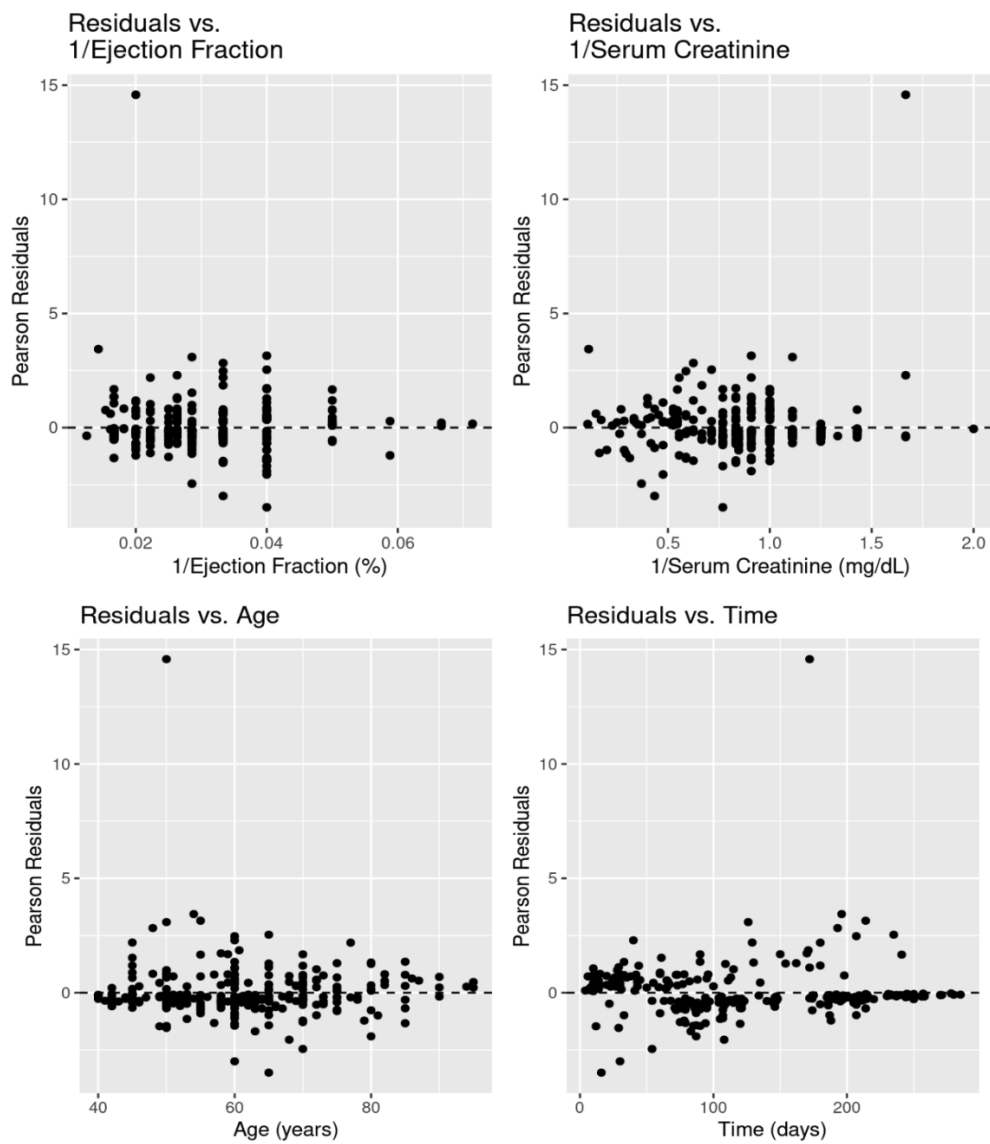 Residuals vs.
1/Ejection Fraction
15
10
5
0
Pearson Residuals
0.02 0.04 0.06
1/Ejection Fraction (%)
Residuals vs.
1/Serum Creatinine
15
10
5
0
Pearson Residuals
0.5 1.0 1.5 2.0
1/Serum Creatinine (mg/dL)
Residuals vs. Age
15
10
5
0
Pearson Residuals
40 60 80
Age (years)
Residuals vs. Time
15
10
5
0
Pearson Residuals
0 100 200
Time (days)